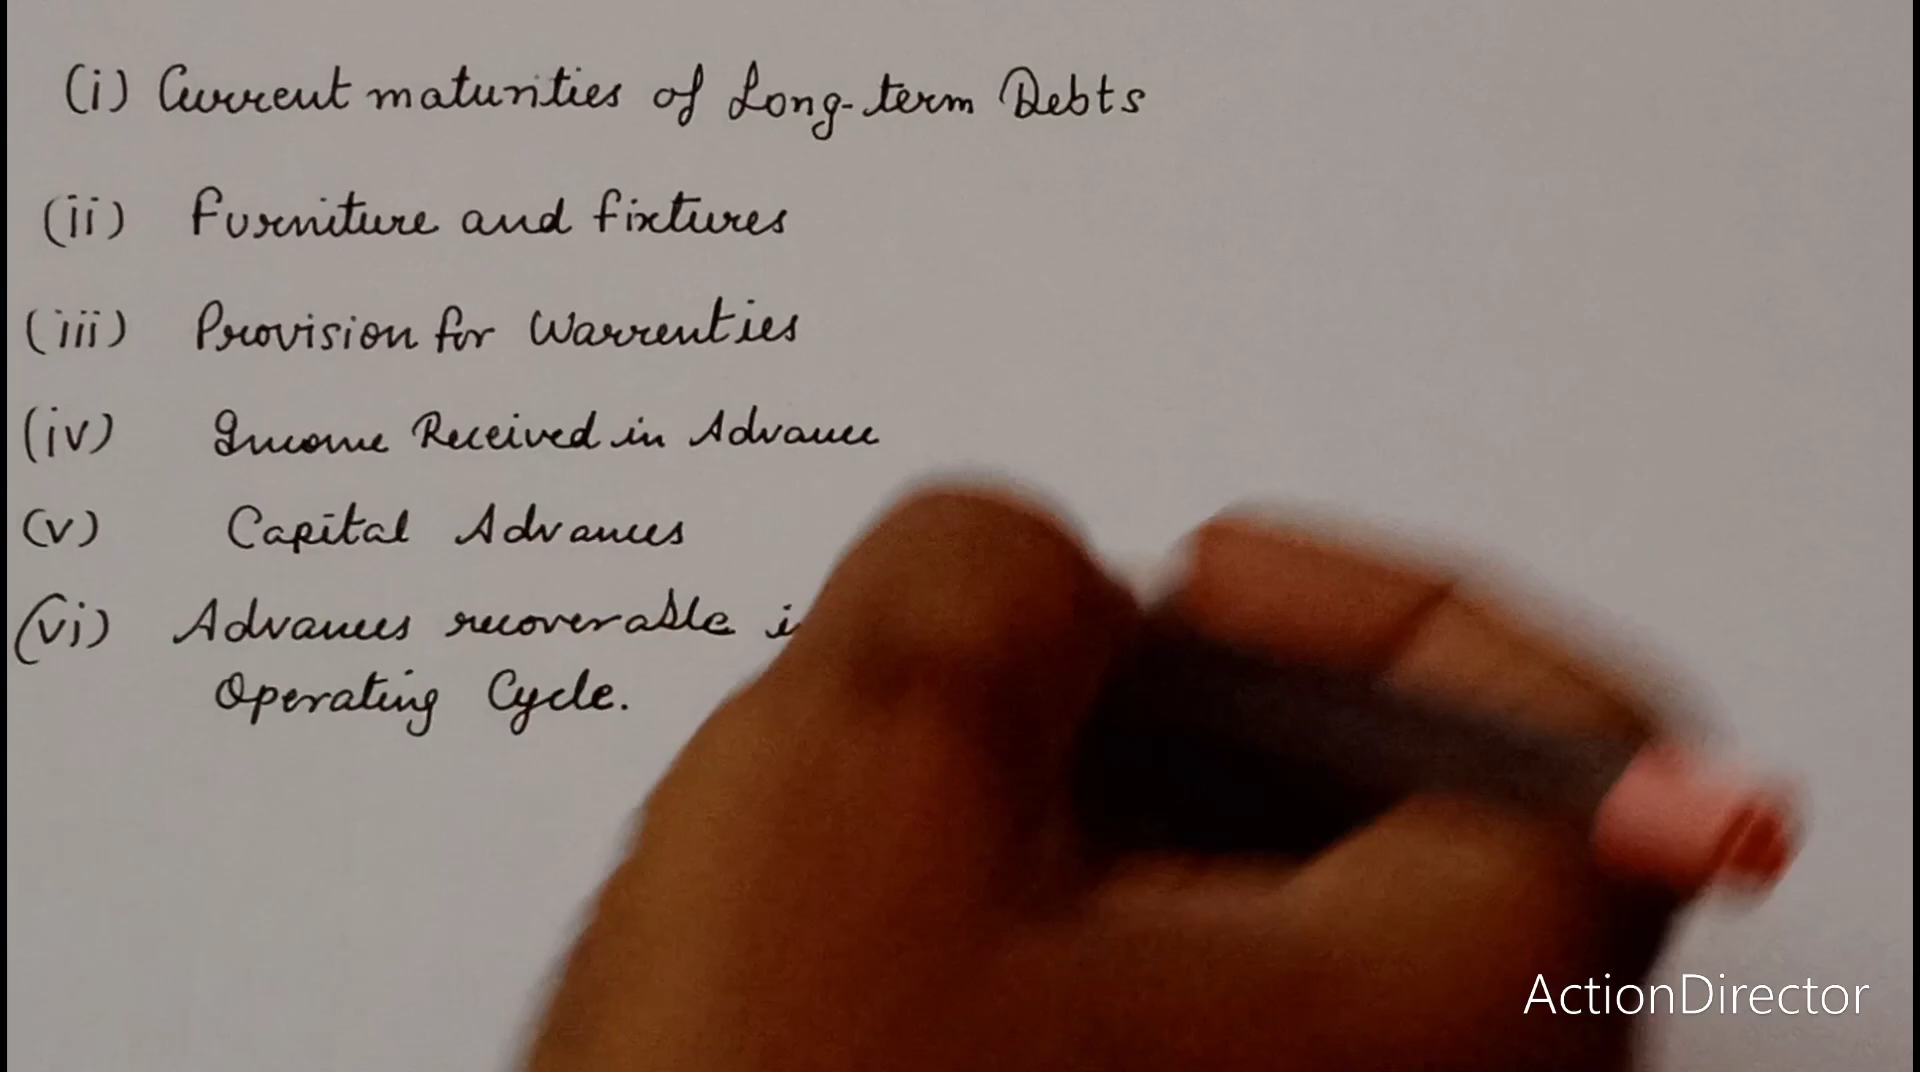 (i) Current maturities of Long-term Debts
(ii) Furniture and fixtures
(iii) Provision for Warrenties
(iv) Income Received in Advance
(v) Capital Advances
(vi) Advances recoverable
Operating Cycle.
ActionDirector